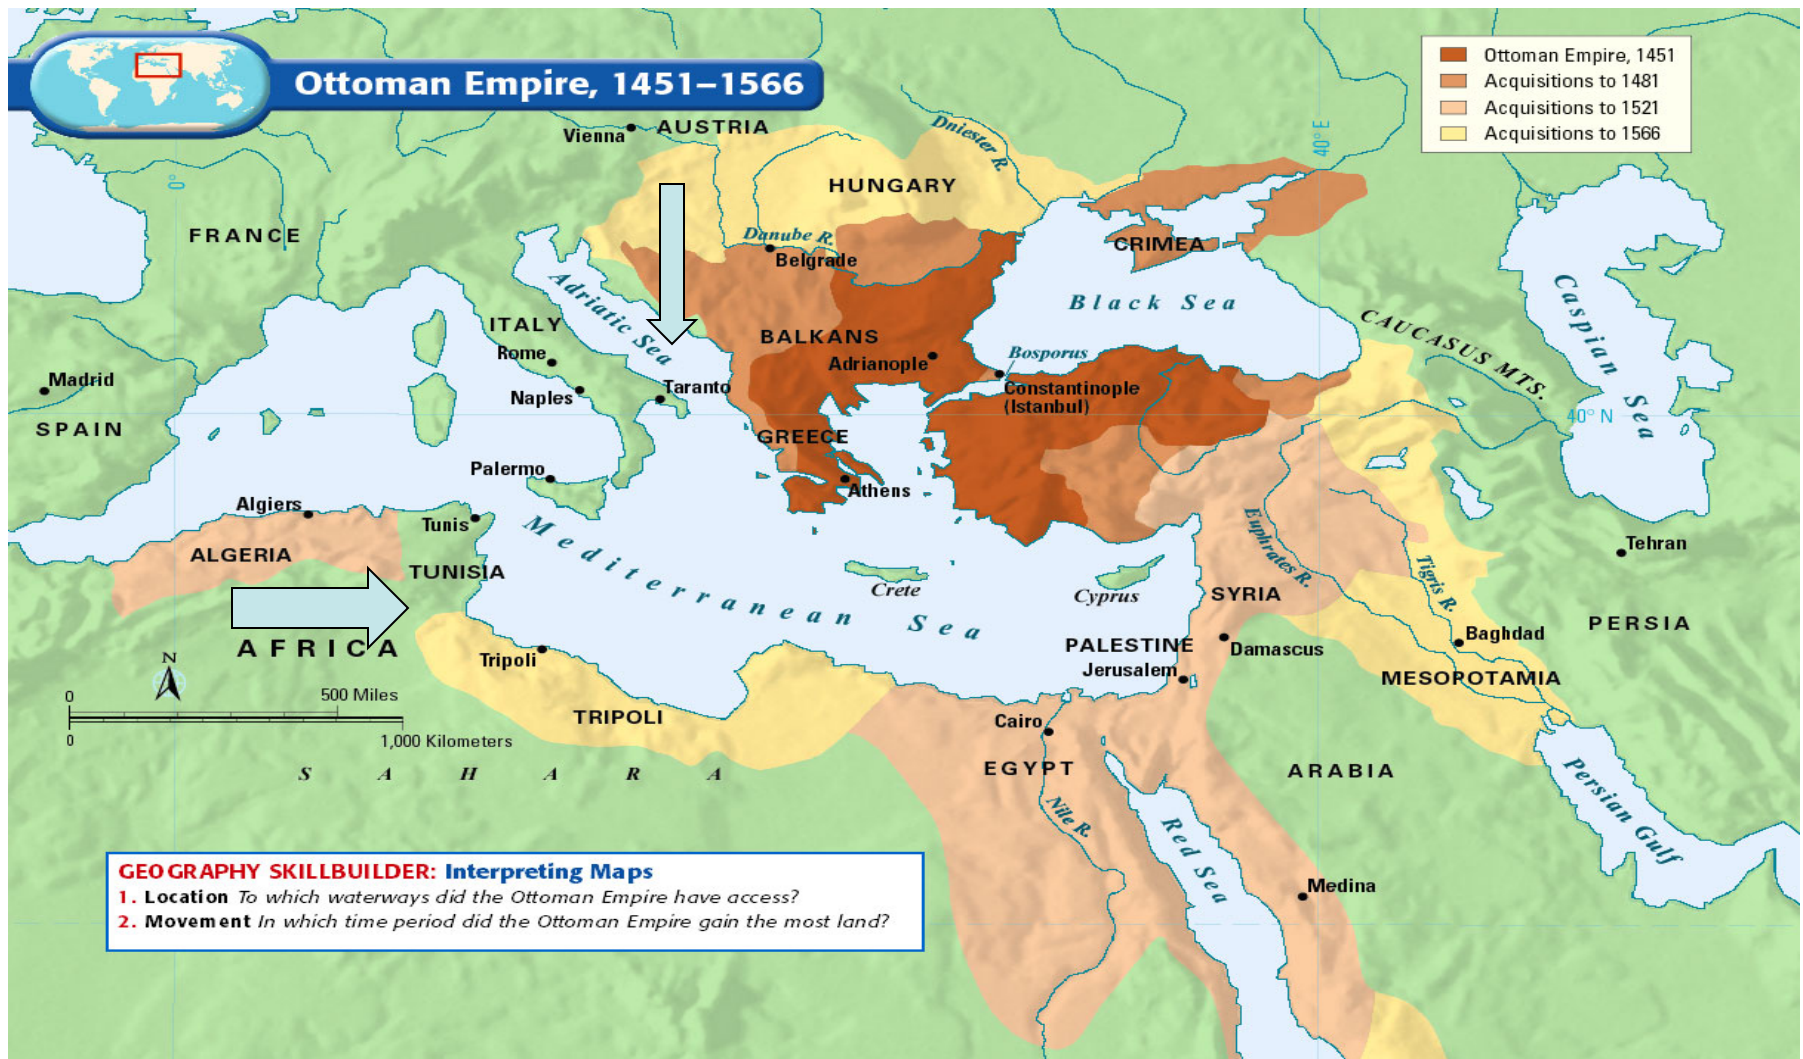 Ottoman Empire, 1451–1566
Ottoman Empire, 1451
Acquisitions to 1481
Acquisitions to 1521
Acquisitions to 1566
Vienna
AUSTRIA
Dniester R.
40° E
0°
HUNGARY
FRANCE
Danube R.
Belgrade
CRIMEA
Adriatic Sea
Black Sea
Caspian Sea
ITALY
Rome
BALKANS
Adrianople
Bosporus
CAUCASUS MTS.
Madrid
Naples
Taranto
Constantinople
(Istanbul)
40° N
SPAIN
GREECE
Palermo
Athens
Algiers
Tunis
Mediterranean Sea
Euphrates R.
Tigris R.
Tehran
ALGERIA
TUNISIA
Crete
Cyprus
SYRIA
PERSIA
AFRICA
Tripoli
PALESTINE
Damascus
Baghdad
Jerusalem
MESOPOTAMIA
N
0
500 Miles
0
1,000 Kilometers
TRIPOLI
Cairo
SAHARA
EGYPT
ARABIA
Nile R.
Red Sea
Persian Gulf
Medina
GEOGRAPHY SKILLBUILDER: Interpreting Maps
1. Location To which waterways did the Ottoman Empire have access?
2. Movement In which time period did the Ottoman Empire gain the most land?